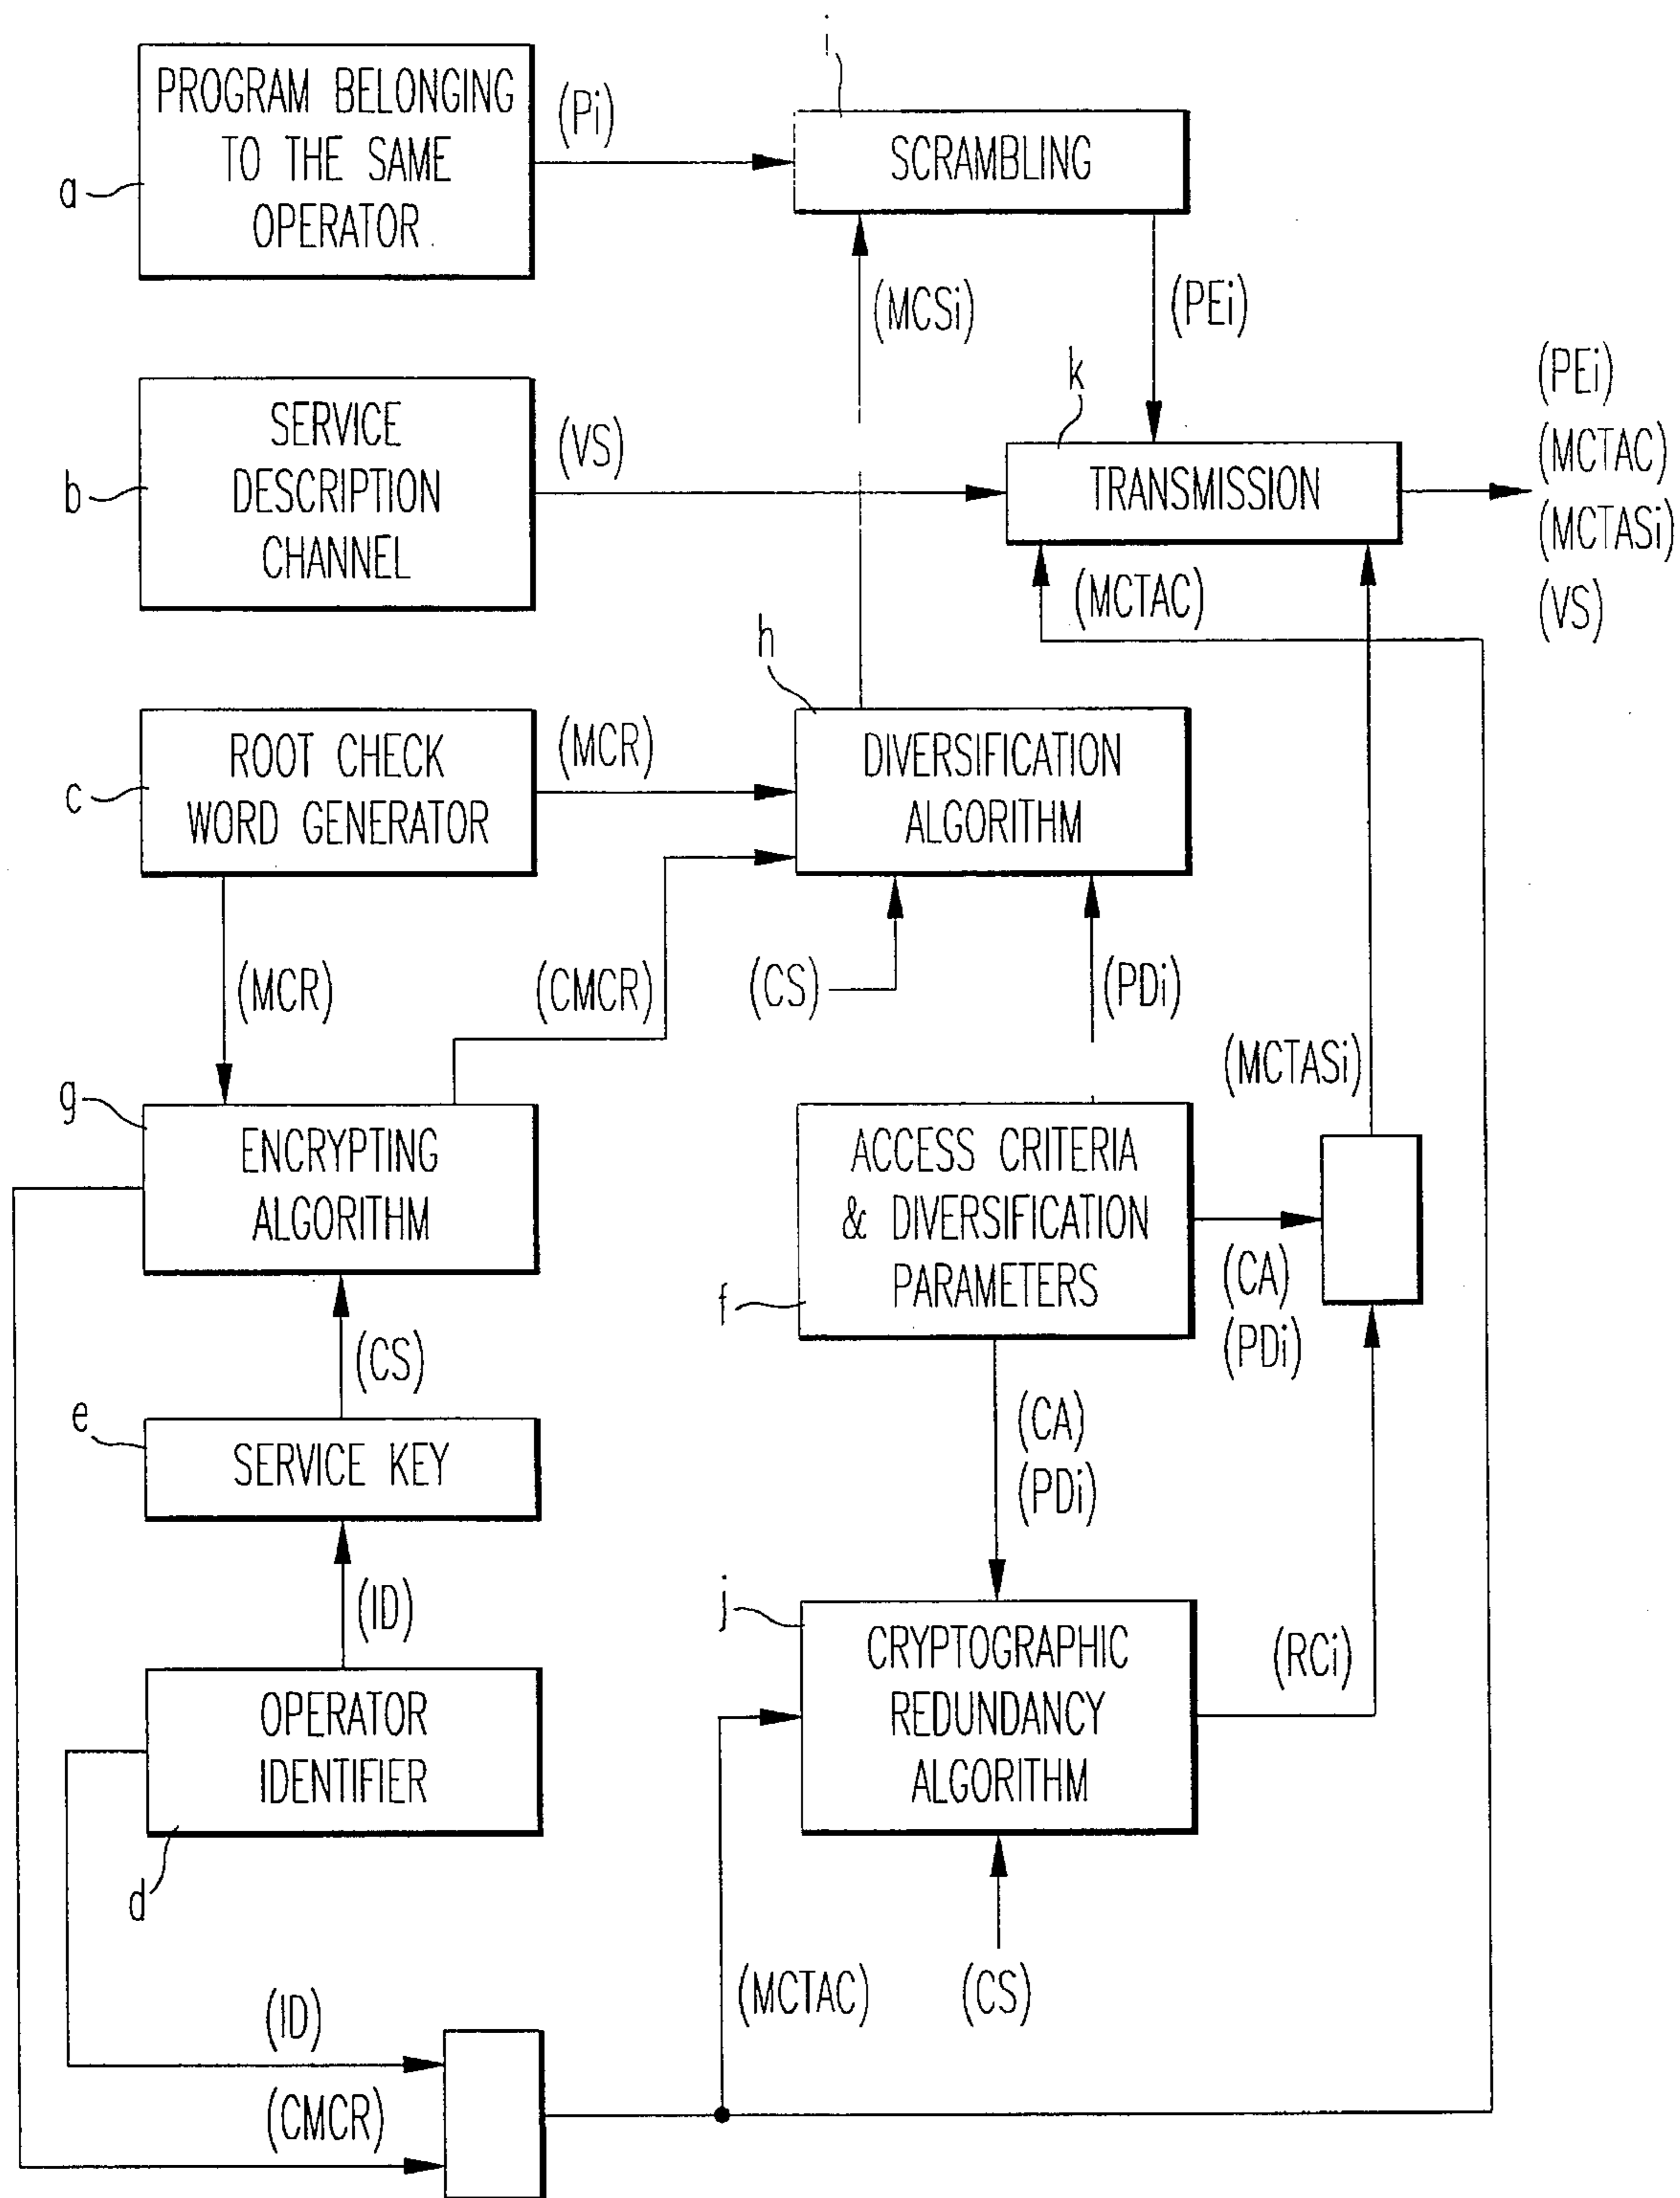 i
PROGRAM BELONGING
TO THE SAME
OPERATOR
a
(Pi)
SCRAMBLING
(MCSi)
(PEi)
SERVICE
DESCRIPTION
CHANNEL
b
(VS)
k
TRANSMISSION
(PEi)
(MCTAC)
(MCTASi)
(VS)
(MCTAC)
h
ROOT CHECK
WORD GENERATOR
c
(MCR)
DIVERSIFICATION
ALGORITHM
(MCR)
(CMCR)
(CS)
(PDi)
(MCTASi)
g
ENCRYPTING
ALGORITHM
ACCESS CRITERIA
& DIVERSIFICATION
PARAMETERS
f
(CA)
(PDi)
(CS)
e
SERVICE KEY
(CA)
(PDi)
(ID)
j
CRYPTOGRAPHIC
REDUNDANCY
ALGORITHM
(RCi)
OPERATOR
IDENTIFIER
d
(MCTAC)
(CS)
(ID)
(CMCR)